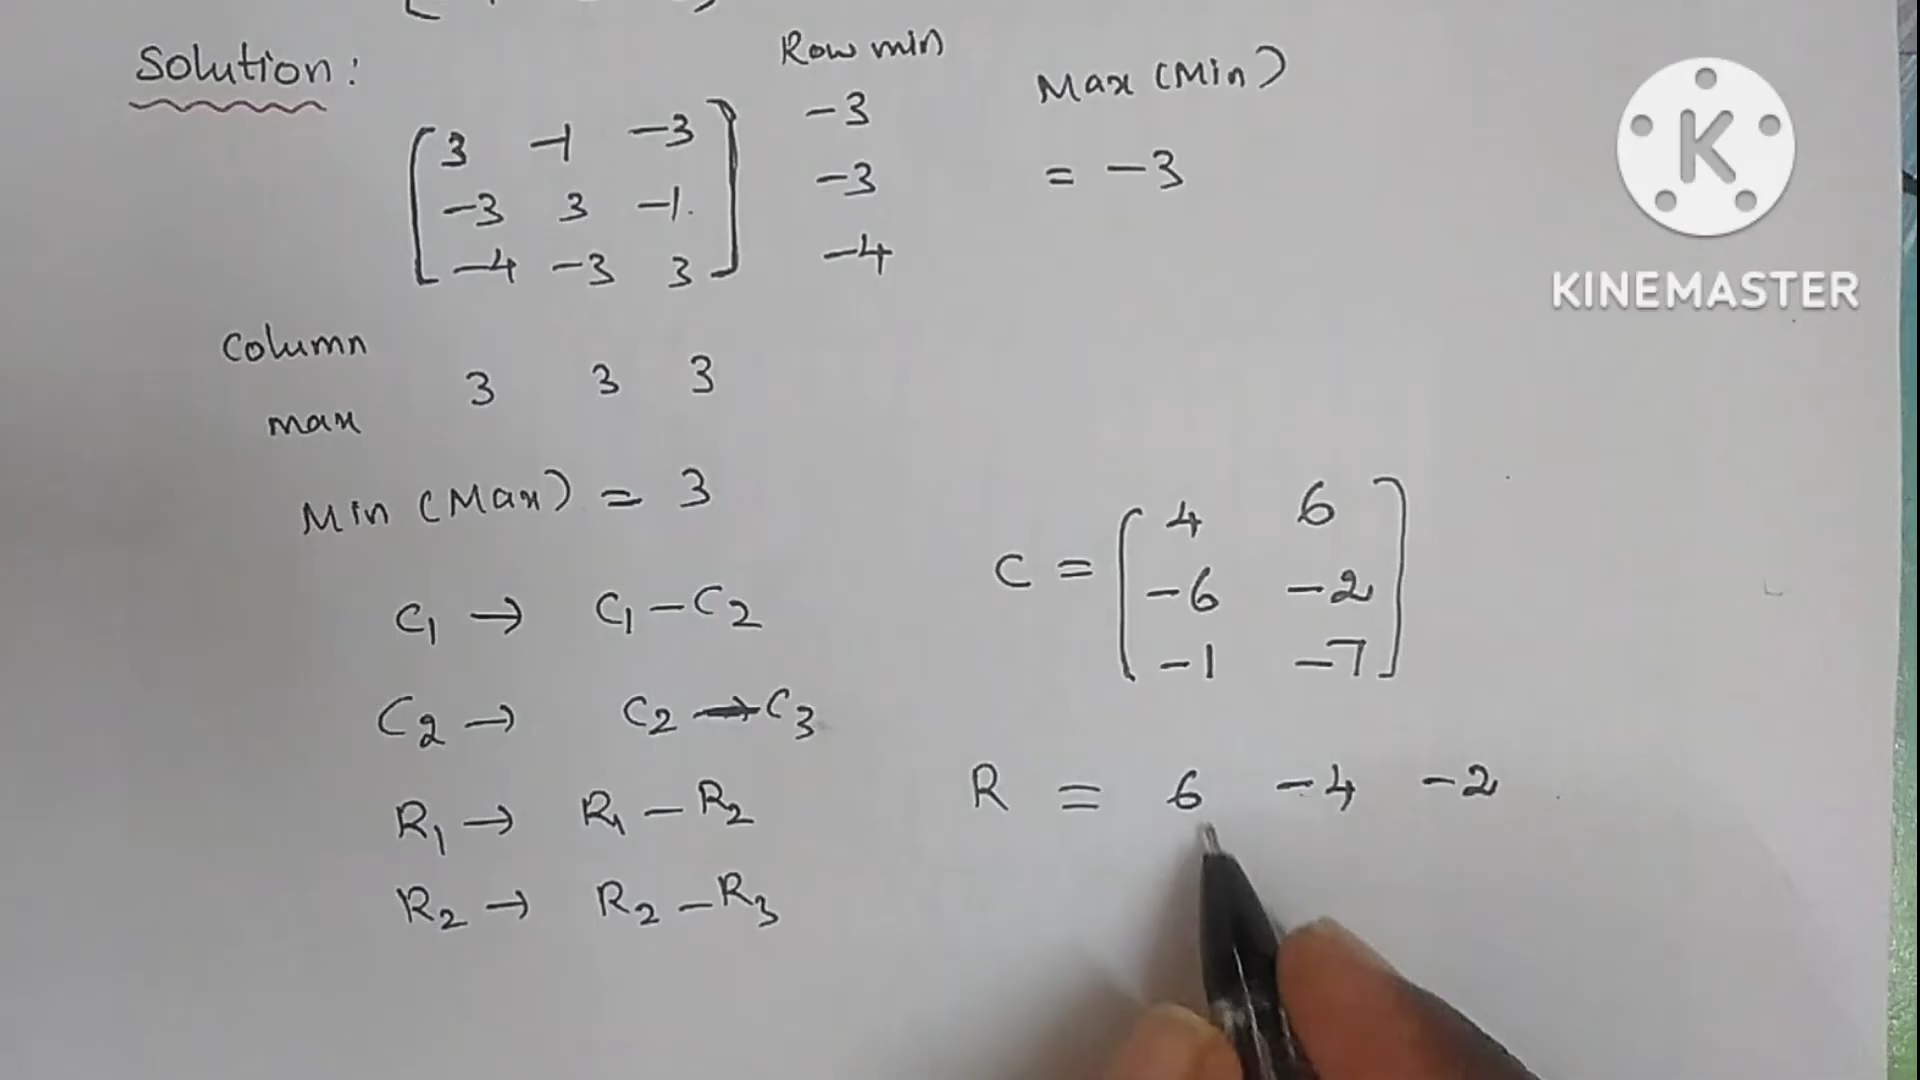 Solution:
Row min
Max (Min)
3 -1 -3
-3
-3 3 -1.
-3
= -3
-4 -3 3
-4
K
KINEMASTER
Column
max
3 3 3
Min (Max) = 3
C =
4 6
-6 -2
-1 -7
C1 → C1 - C2
C2 → C2 - C3
R1 → R1 - R2
R = 6 -4 -2
R2 → R2 - R3